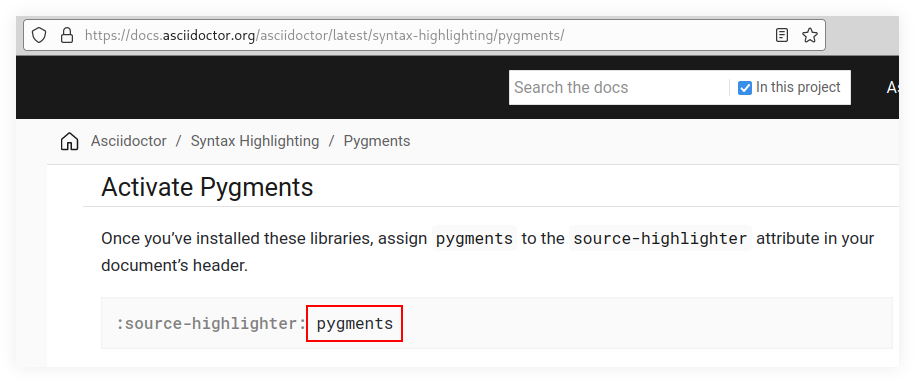 https://docs.asciidoctor.org/asciidoctor/latest/syntax-highlighting/pygments/
Search the docs
In this project
As
Asciidoctor / Syntax Highlighting / Pygments
Activate Pygments
Once you’ve installed these libraries, assign pygments to the source-highlighter attribute in your
document’s header.
:source-highlighter: pygments